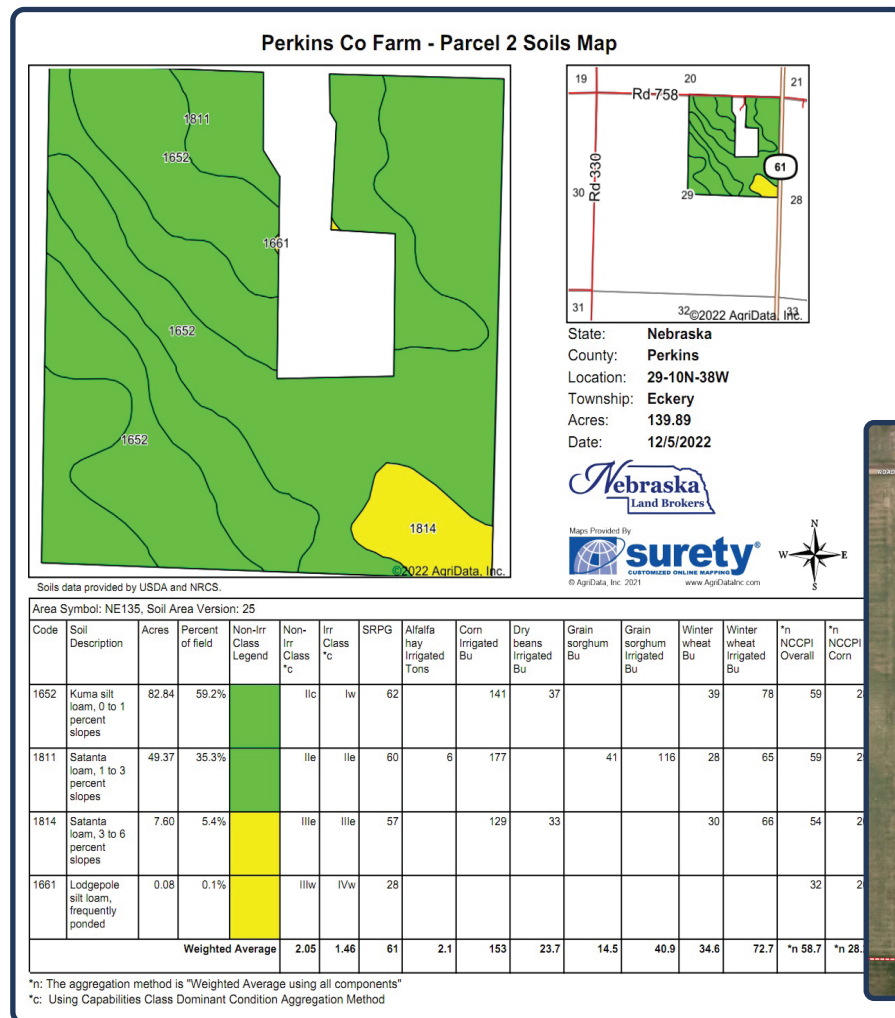 Perkins Co Farm - Parcel 2 Soils Map
1811
1652
1661
1652
1652
1814
©2022 AgriData, Inc.
Soils data provided by USDA and NRCS.
19 20 21
Rd 758
Rd 330
61
30 29 28
31 32 33
©2022 AgriData, Inc.
State: Nebraska
County: Perkins
Location: 29-10N-38W
Township: Eckery
Acres: 139.89
Date: 12/5/2022
Nebraska
Land Brokers
Maps Provided By:
surety®
CUSTOMIZED ONLINE MAPPING
© AgriData, Inc. 2021 www.AgriDataInc.com
N
W E
S
Area Symbol: NE135, Soil Area Version: 25
Code Soil Description Acres Percent of field Non-Irr Class Legend Non-Irr Class *c Irr Class *c SRPG Alfalfa hay Irrigated Tons Corn Irrigated Bu Dry beans Irrigated Bu Grain sorghum Bu Grain sorghum Irrigated Bu Winter wheat Bu Winter wheat Irrigated Bu *n NCCPI Overall *n NCCPI Corn
1652 Kuma silt loam, 0 to 1 percent slopes 82.84 59.2% IIc Iw 62 141 37 39 78 59
1811 Satanta loam, 1 to 3 percent slopes 49.37 35.3% IIe IIe 60 6 177 41 116 28 65 59
1814 Satanta loam, 3 to 6 percent slopes 7.60 5.4% IIIe IIIe 57 129 33 30 66 54
1661 Lodgepole silt loam, frequently ponded 0.08 0.1% IIIw IVw 28 32
Weighted Average 2.05 1.46 61 2.1 153 23.7 14.5 40.9 34.6 72.7 *n 58.7 *n 28.
*n: The aggregation method is "Weighted Average using all components"
*c: Using Capabilities Class Dominant Condition Aggregation Method